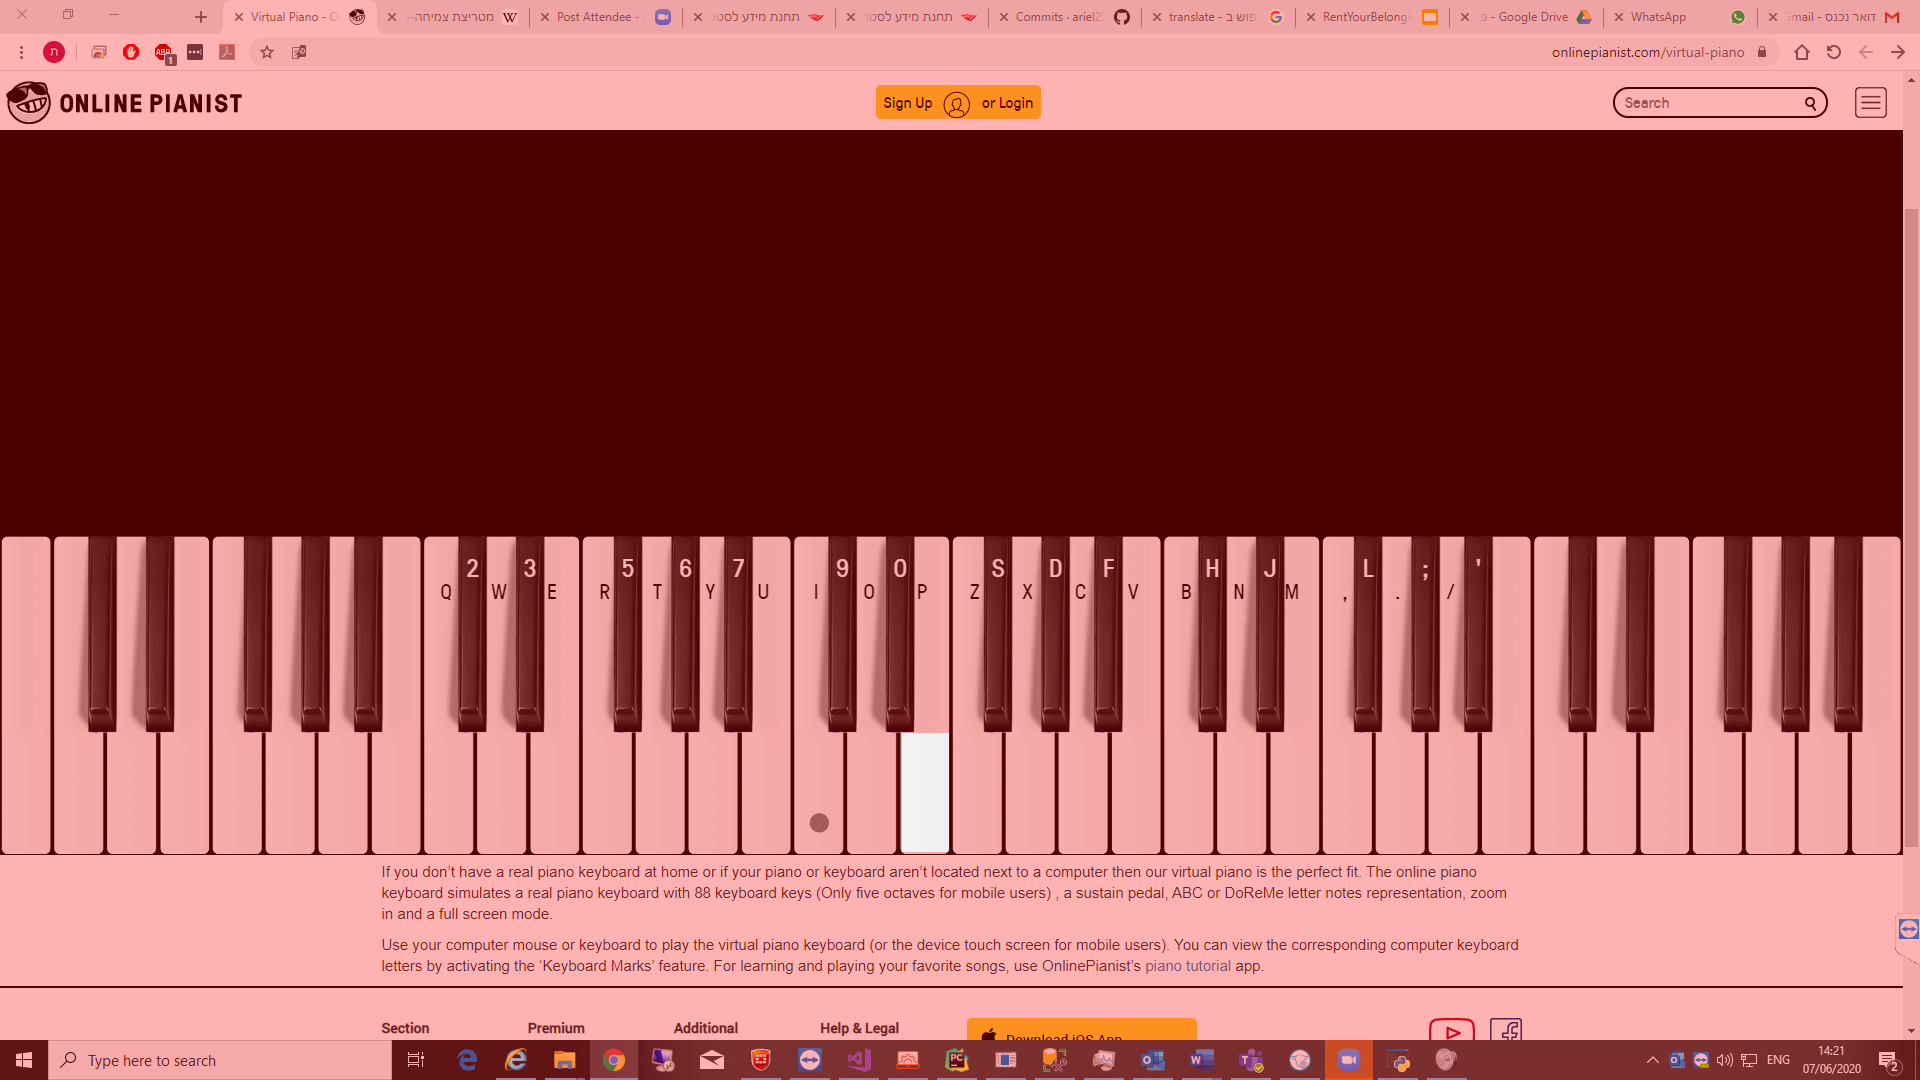 Virtual Piano - O
מטריצת צמיחה-נ
Post Attendee -
תחנת מידע לסטו
תחנת מידע לסטו
Commits · ariel2
translate - פוש ב
RentYourBelongi
Google Drive - פ
WhatsApp
דואר נכנס - mail
ת
ABP
1
onlinepianist.com/virtual-piano
ONLINE PIANIST
Sign Up or Login
Search
2 3 5 6 7 9 0 S D F H J L ; '
Q W E R T Y U I O P Z X C V B N M , . /
If you don't have a real piano keyboard at home or if your piano or keyboard aren't located next to a computer then our virtual piano is the perfect fit. The online piano
keyboard simulates a real piano keyboard with 88 keyboard keys (Only five octaves for mobile users) , a sustain pedal, ABC or DoReMe letter notes representation, zoom
in and a full screen mode.
Use your computer mouse or keyboard to play the virtual piano keyboard (or the device touch screen for mobile users). You can view the corresponding computer keyboard
letters by activating the ‘Keyboard Marks’ feature. For learning and playing your favorite songs, use OnlinePianist's piano tutorial app.
Section Premium Additional Help & Legal
Download iOS App
Type here to search
ENG
14:21
07/06/2020
2